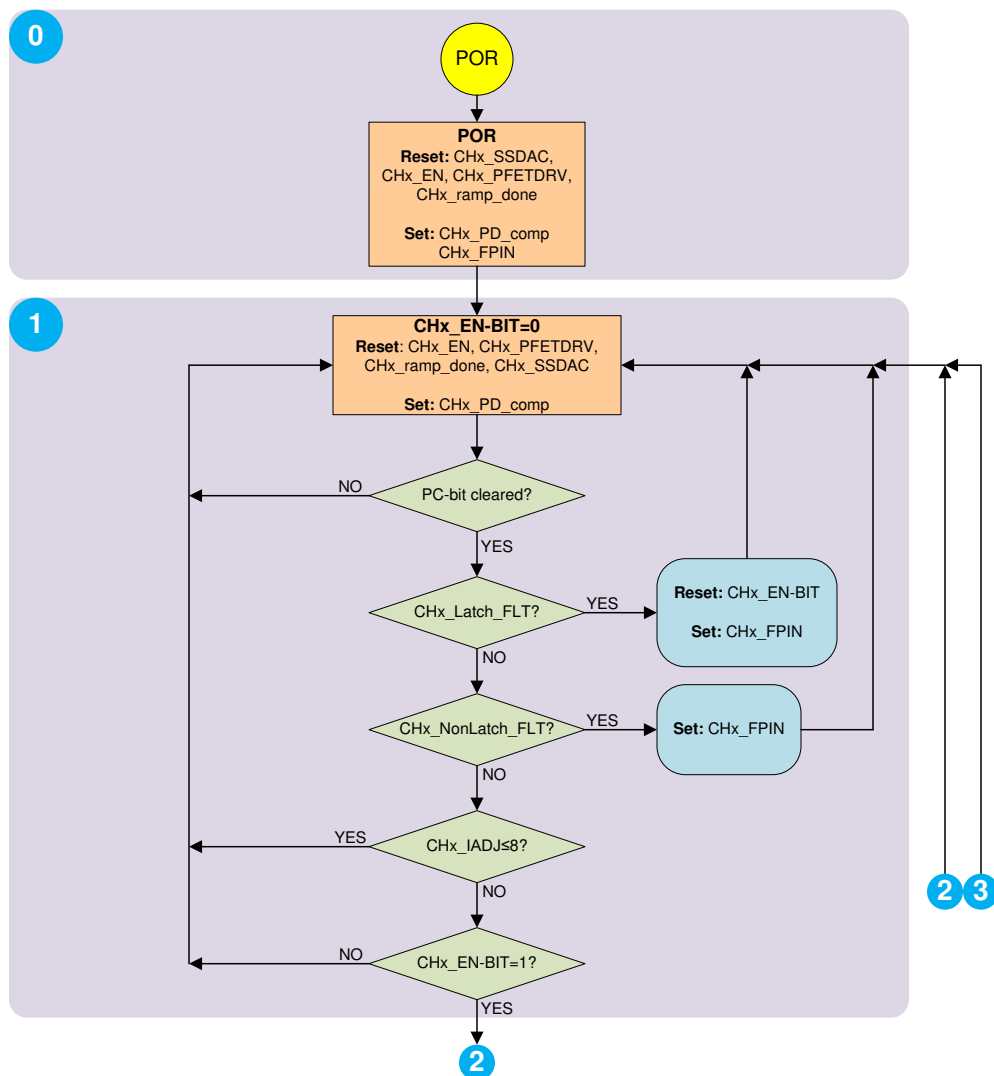 0
POR
POR
Reset: CHx_SSDAC,
CHx_EN, CHx_PFETDRV,
CHx_ramp_done
Set: CHx_PD_comp
CHx_FPIN
1
CHx_EN-BIT=0
Reset: CHx_EN, CHx_PFETDRV,
CHx_ramp_done, CHx_SSDAC
Set: CHx_PD_comp
NO
PC-bit cleared?
YES
CHx_Latch_FLT?
YES
Reset: CHx_EN-BIT
Set: CHx_FPIN
NO
CHx_NonLatch_FLT?
YES
Set: CHx_FPIN
NO
YES
CHx_IADJ≤8?
NO
2
3
NO
CHx_EN-BIT=1?
YES
2